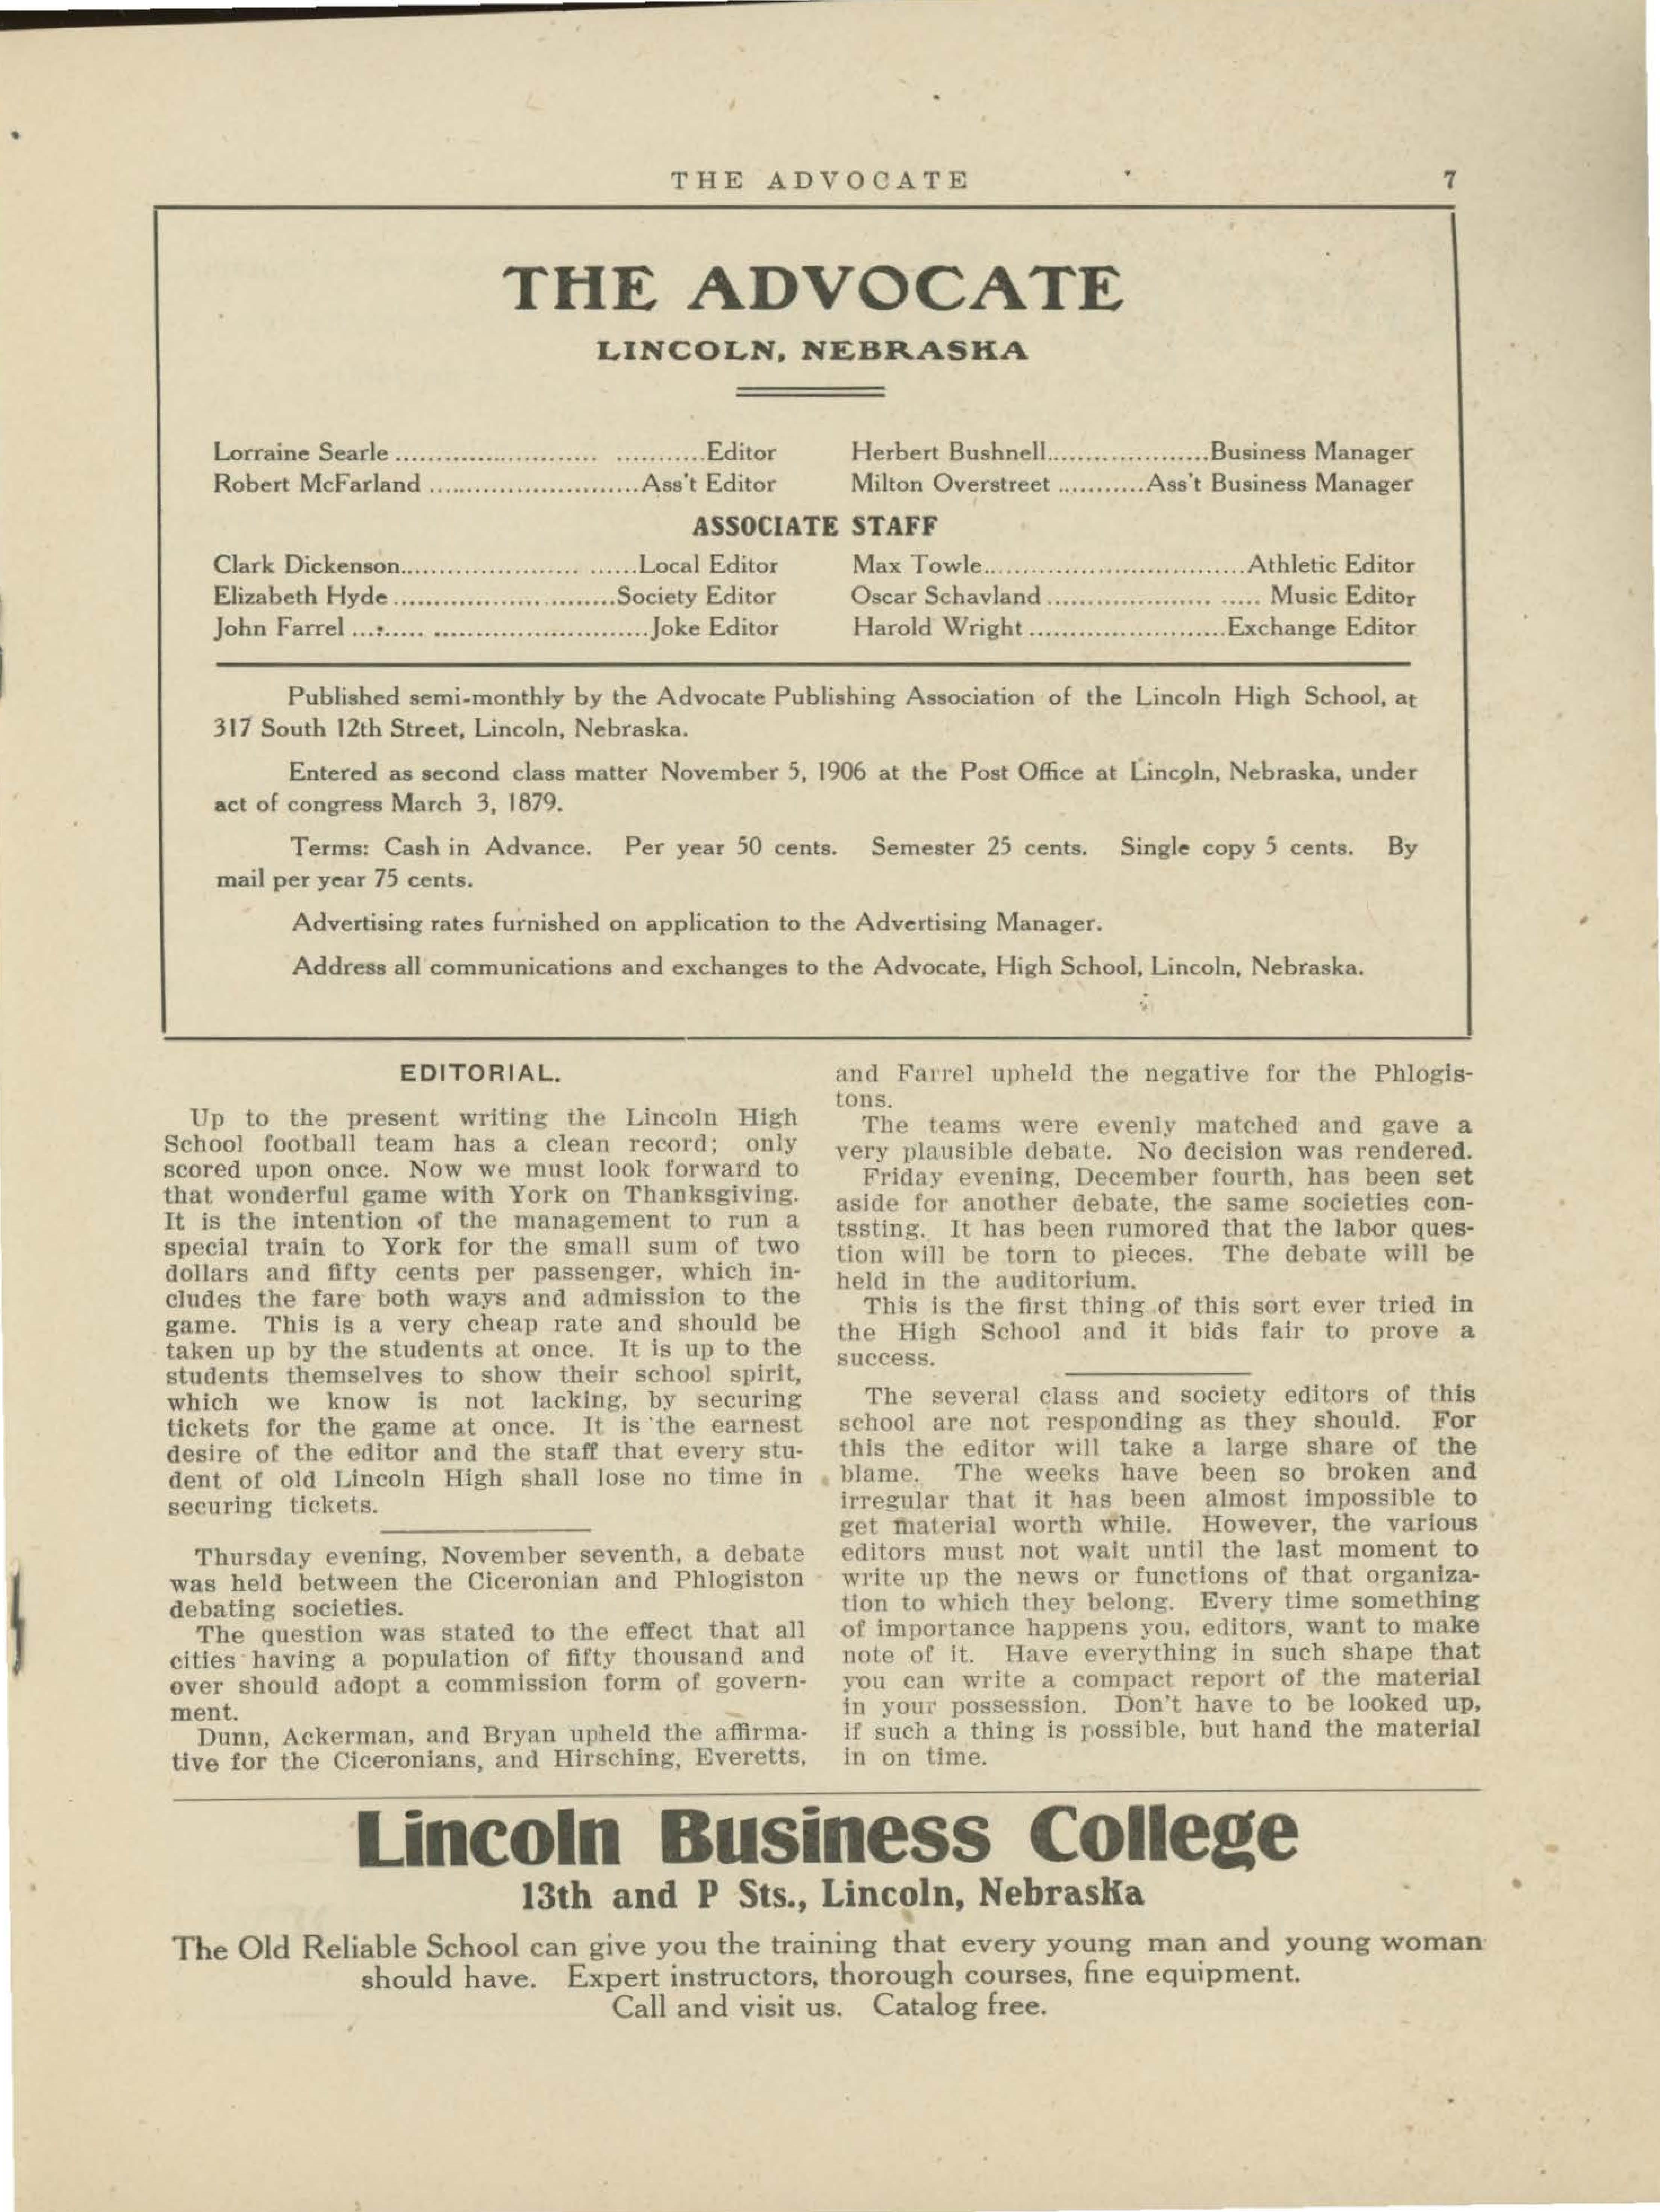 THE ADVOCATE 7
THE ADVOCATE
LINCOLN, NEBRASKA
Lorraine Searle ......................... ...........Editor
Robert McFarland ..........................Ass't Editor
Herbert Bushnell....................Business Manager
Milton Overstreet ...........Ass't Business Manager
ASSOCIATE STAFF
Clark Dickenson...................... ......Local Editor
Elizabeth Hyde ............................Society Editor
John Farrel ......... ...........................Joke Editor
Max Towle................................Athletic Editor
Oscar Schavland .................... ..... Music Editor
Harold Wright ........................Exchange Editor
Published semi-monthly by the Advocate Publishing Association of the Lincoln High School, at
317 South 12th Street, Lincoln, Nebraska.
Entered as second class matter November 5, 1906 at the Post Office at Lincoln, Nebraska, under
act of congress March 3, 1879.
Terms: Cash in Advance. Per year 50 cents. Semester 25 cents. Single copy 5 cents. By
mail per year 75 cents.
Advertising rates furnished on application to the Advertising Manager.
Address all communications and exchanges to the Advocate, High School, Lincoln, Nebraska.
EDITORIAL.
Up to the present writing the Lincoln High
School football team has a clean record; only
scored upon once. Now we must look forward to
that wonderful game with York on Thanksgiving.
It is the intention of the management to run a
special train to York for the small sum of two
dollars and fifty cents per passenger, which in-
cludes the fare both ways and admission to the
game. This is a very cheap rate and should be
taken up by the students at once. It is up to the
students themselves to show their school spirit,
which we know is not lacking, by securing
tickets for the game at once. It is the earnest
desire of the editor and the staff that every stu-
dent of old Lincoln High shall lose no time in
securing tickets.
Thursday evening, November seventh, a debate
was held between the Ciceronian and Phlogiston
debating societies.
The question was stated to the effect that all
cities having a population of fifty thousand and
over should adopt a commission form of govern-
ment.
Dunn, Ackerman, and Bryan upheld the affirma-
tive for the Ciceronians, and Hirsching, Everetts,
and Farrel upheld the negative for the Phlogis-
tons.
The teams were evenly matched and gave a
very plausible debate. No decision was rendered.
Friday evening, December fourth, has been set
aside for another debate, the same societies con-
tssting. It has been rumored that the labor ques-
tion will be torn to pieces. The debate will be
held in the auditorium.
This is the first thing of this sort ever tried in
the High School and it bids fair to prove a
success.
The several class and society editors of this
school are not responding as they should. For
this the editor will take a large share of the
blame. The weeks have been so broken and
irregular that it has been almost impossible to
get material worth while. However, the various
editors must not wait until the last moment to
write up the news or functions of that organiza-
tion to which they belong. Every time something
of importance happens you, editors, want to make
note of it. Have everything in such shape that
you can write a compact report of the material
in your possession. Don't have to be looked up,
if such a thing is possible, but hand the material
in on time.
Lincoln Business College
13th and P Sts., Lincoln, Nebraska
The Old Reliable School can give you the training that every young man and young woman
should have. Expert instructors, thorough courses, fine equipment.
Call and visit us. Catalog free.